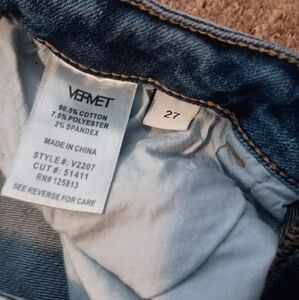 VERVET
90.5% COTTON
7.5% POLYESTER
2% SPANDEX
MADE IN CHINA
STYLE #: V2207
CUT #: 51411
RN# 125813
SEE REVERSE FOR CARE
27